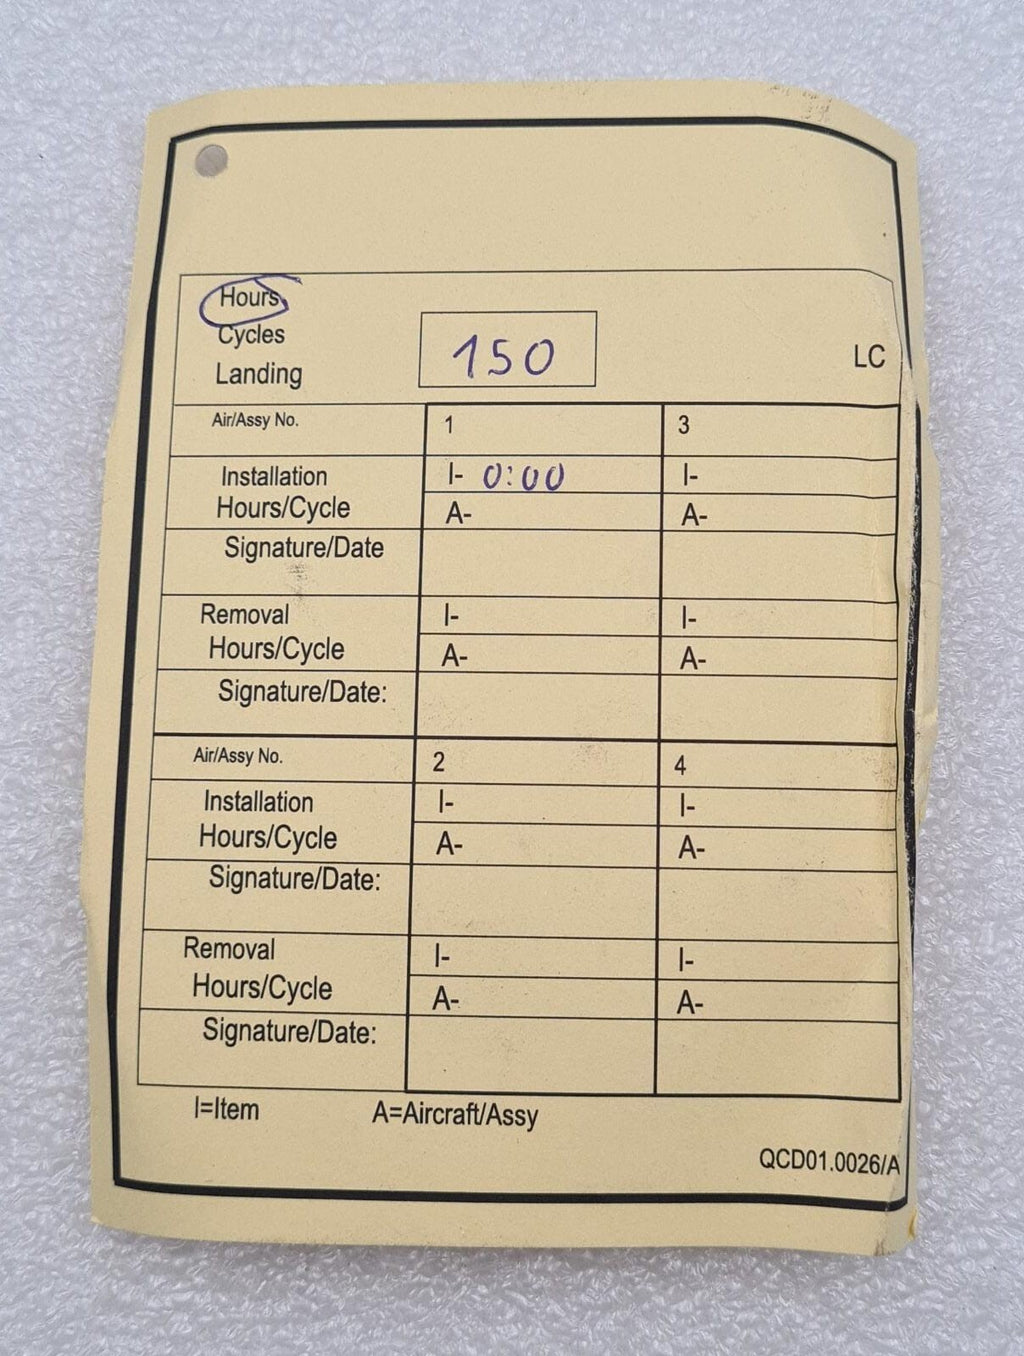 Hours
Cycles
Landing
150
LC
Air/Assy No. 1 3
Installation I- 0:00 I-
Hours/Cycle A- A-
Signature/Date
Removal I- I-
Hours/Cycle A- A-
Signature/Date:
Air/Assy No. 2 4
Installation I- I-
Hours/Cycle A- A-
Signature/Date:
Removal I- I-
Hours/Cycle A- A-
Signature/Date:
I=Item A=Aircraft/Assy
QCD01.0026/A